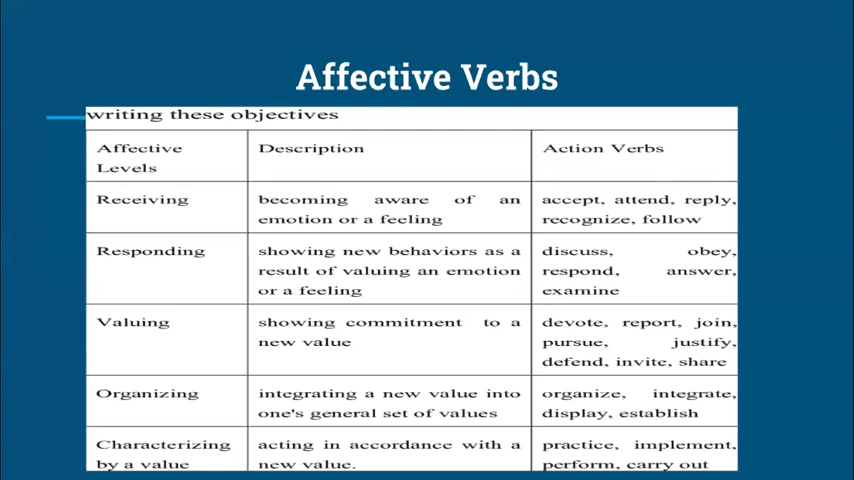 Affective Verbs
writing these objectives
Affective Levels | Description | Action Verbs
Receiving | becoming aware of an emotion or a feeling | accept, attend, reply, recognize, follow
Responding | showing new behaviors as a result of valuing an emotion or a feeling | discuss, obey, respond, answer, examine
Valuing | showing commitment to a new value | devote, report, join, pursue, justify, defend, invite, share
Organizing | integrating a new value into one's general set of values | organize, integrate, display, establish
Characterizing by a value | acting in accordance with a new value. | practice, implement, perform, carry out